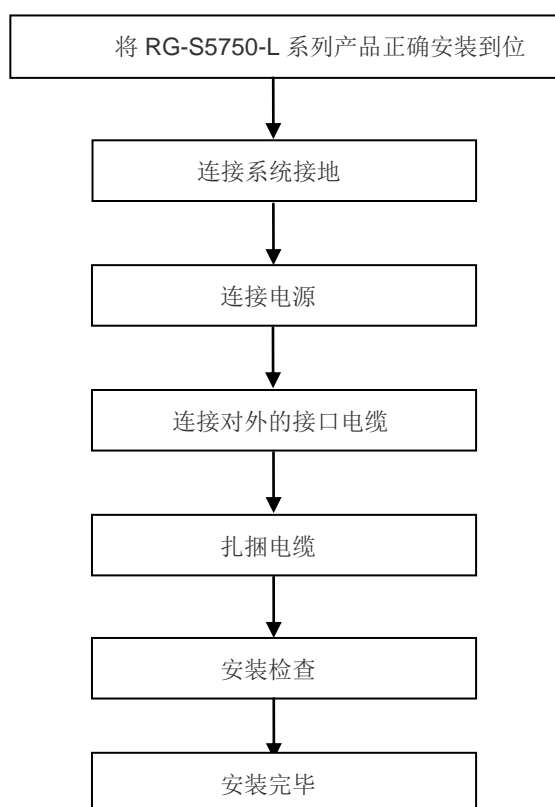 将 RG-S5750-L 系列产品正确安装到位
连接系统接地
连接电源
连接对外的接口电缆
扎捆电缆
安装检查
安装完毕